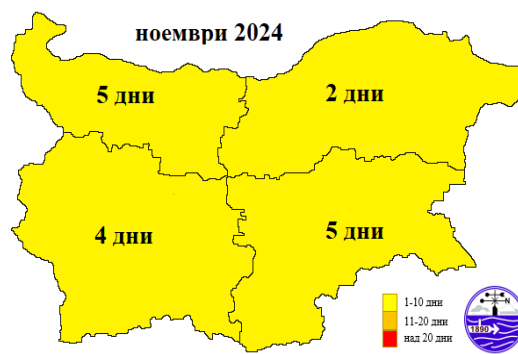 ноември 2024
5 дни
2 дни
4 дни
5 дни
1-10 дни
11-20 дни
над 20 дни
N
1890